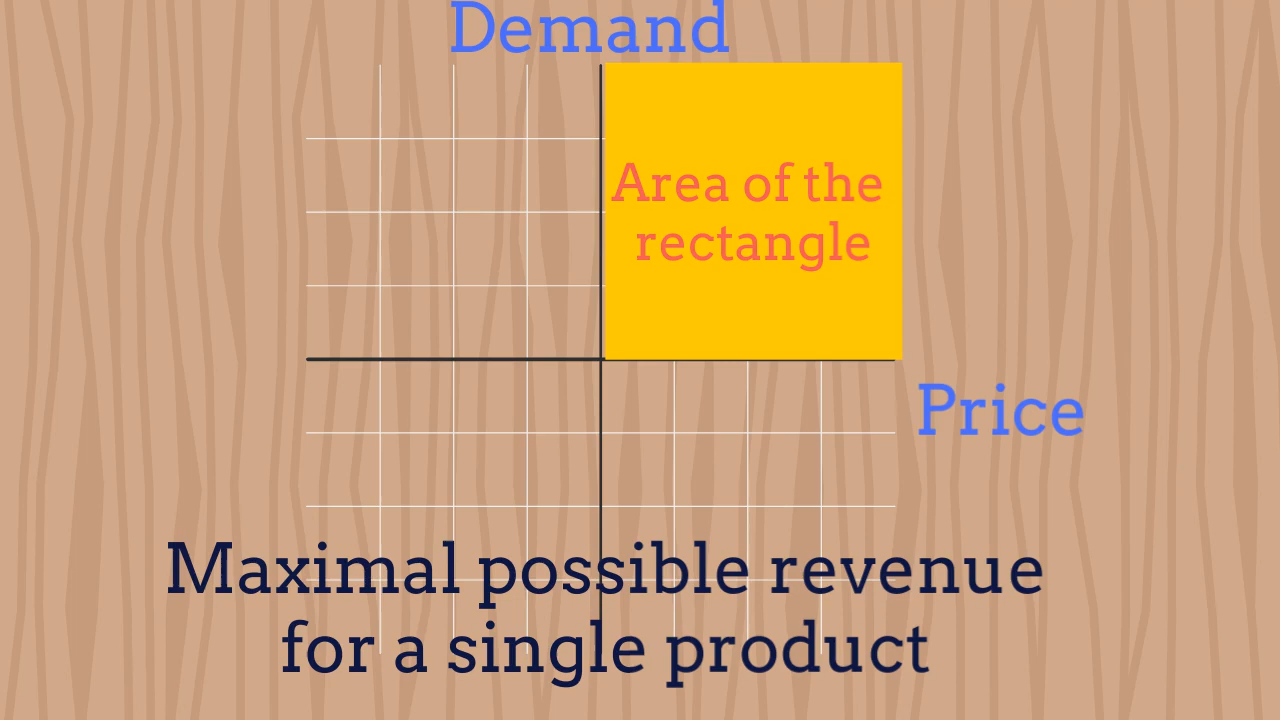 Demand
Area of the
rectangle
Price
Maximal possible revenue
for a single product